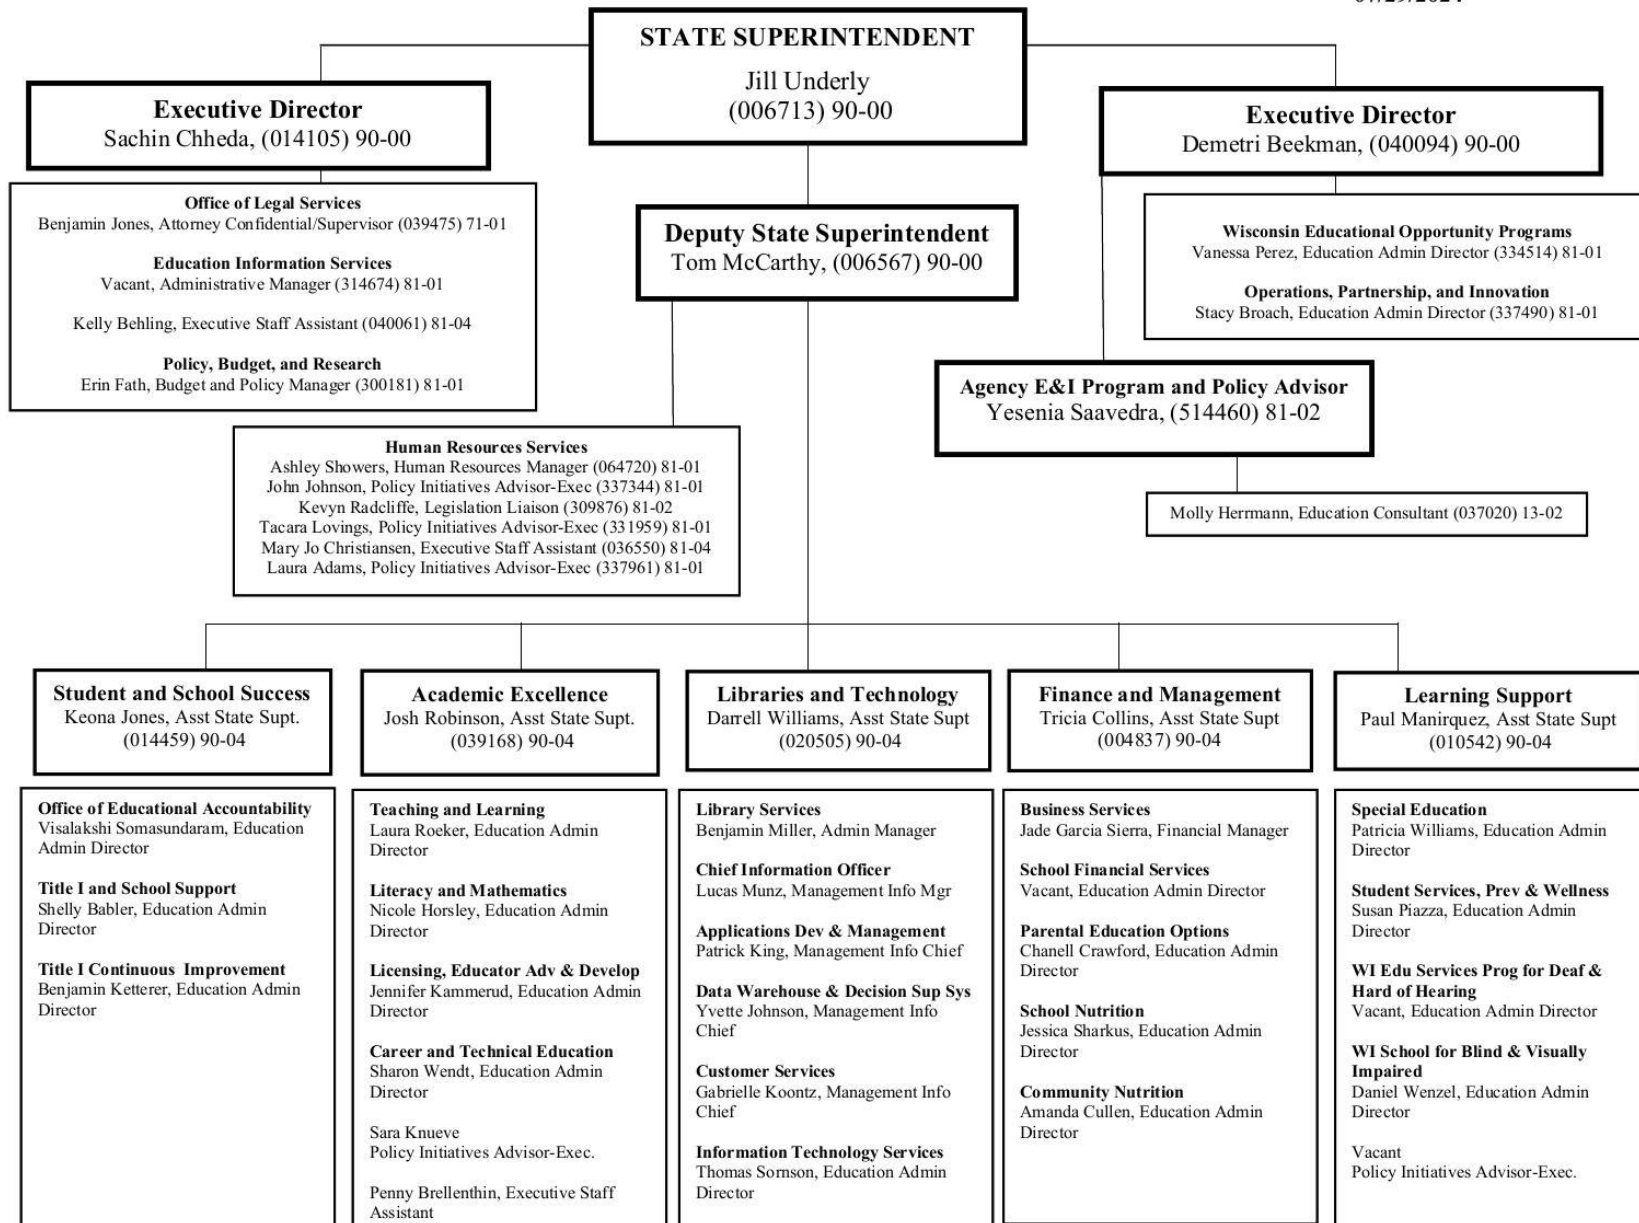 STATE SUPERINTENDENT
Jill Underly
(006713) 90-00
Executive Director
Sachin Chheda, (014105) 90-00
Executive Director
Demetri Beekman, (040094) 90-00
Office of Legal Services
Benjamin Jones, Attorney Confidential/Supervisor (039475) 71-01
Education Information Services
Vacant, Administrative Manager (314674) 81-01
Kelly Behling, Executive Staff Assistant (040061) 81-04
Policy, Budget, and Research
Erin Fath, Budget and Policy Manager (300181) 81-01
Deputy State Superintendent
Tom McCarthy, (006567) 90-00
Wisconsin Educational Opportunity Programs
Vanessa Perez, Education Admin Director (334514) 81-01
Operations, Partnership, and Innovation
Stacy Broach, Education Admin Director (337490) 81-01
Agency E&I Program and Policy Advisor
Yesenia Saavedra, (514460) 81-02
Human Resources Services
Ashley Showers, Human Resources Manager (064720) 81-01
John Johnson, Policy Initiatives Advisor-Exec (337344) 81-01
Kevyn Radcliffe, Legislation Liaison (309876) 81-02
Tacara Lovings, Policy Initiatives Advisor-Exec (331959) 81-01
Mary Jo Christiansen, Executive Staff Assistant (036550) 81-04
Laura Adams, Policy Initiatives Advisor-Exec (337961) 81-01
Molly Herrmann, Education Consultant (037020) 13-02
Student and School Success
Keona Jones, Asst State Supt.
(014459) 90-04
Academic Excellence
Josh Robinson, Asst State Supt.
(039168) 90-04
Libraries and Technology
Darrell Williams, Asst State Supt
(020505) 90-04
Finance and Management
Tricia Collins, Asst State Supt
(004837) 90-04
Learning Support
Paul Manirquez, Asst State Supt
(010542) 90-04
Office of Educational Accountability
Visalakshi Somasundaram, Education
Admin Director
Title I and School Support
Shelly Babler, Education Admin
Director
Title I Continuous Improvement
Benjamin Ketterer, Education Admin
Director
Teaching and Learning
Laura Roeker, Education Admin
Director
Literacy and Mathematics
Nicole Horsley, Education Admin
Director
Licensing, Educator Adv & Develop
Jennifer Kammerud, Education Admin
Director
Career and Technical Education
Sharon Wendt, Education Admin
Director
Sara Knueve
Policy Initiatives Advisor-Exec.
Penny Brellenthin, Executive Staff
Assistant
Library Services
Benjamin Miller, Admin Manager
Chief Information Officer
Lucas Munz, Management Info Mgr
Applications Dev & Management
Patrick King, Management Info Chief
Data Warehouse & Decision Sup Sys
Yvette Johnson, Management Info
Chief
Customer Services
Gabrielle Koontz, Management Info
Chief
Information Technology Services
Thomas Sornson, Education Admin
Director
Business Services
Jade Garcia Sierra, Financial Manager
School Financial Services
Vacant, Education Admin Director
Parental Education Options
Chanell Crawford, Education Admin
Director
School Nutrition
Jessica Sharkus, Education Admin
Director
Community Nutrition
Amanda Cullen, Education Admin
Director
Special Education
Patricia Williams, Education Admin
Director
Student Services, Prev & Wellness
Susan Piazza, Education Admin
Director
WI Edu Services Prog for Deaf &
Hard of Hearing
Vacant, Education Admin Director
WI School for Blind & Visually
Impaired
Daniel Wenzel, Education Admin
Director
Vacant
Policy Initiatives Advisor-Exec.